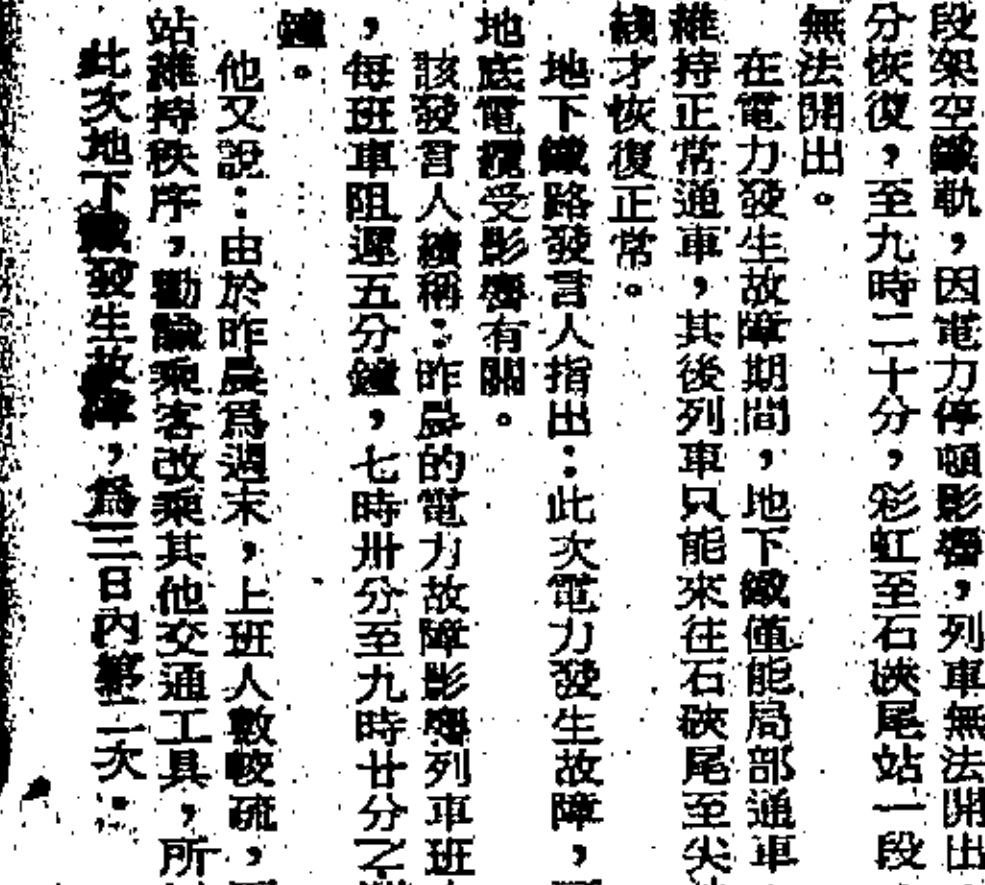 段架空鐵軌，因電力停頓影響，列車無法開出
分恢復，至九時二十分，彩虹至石硤尾站一段
無法開出。
在電力發生故障期間，地下鐵僅能局部通車
維持正常通車，其後列車只能來往石硤尾至尖
綫才恢復正常。
地下鐵路發言人指出：此次電力發生故障，
地底電纜受影響有關。
該發言人續稱：昨晨的電力故障影響列車班
，每班車阻遲五分鐘，七時卅分至九時廿分之
鐘。
他又說：由於昨晨爲週末，上班人數較疏，
站維持秩序，勸諭乘客改乘其他交通工具，所
此次地下鐵發生故障，爲三日內第二次。